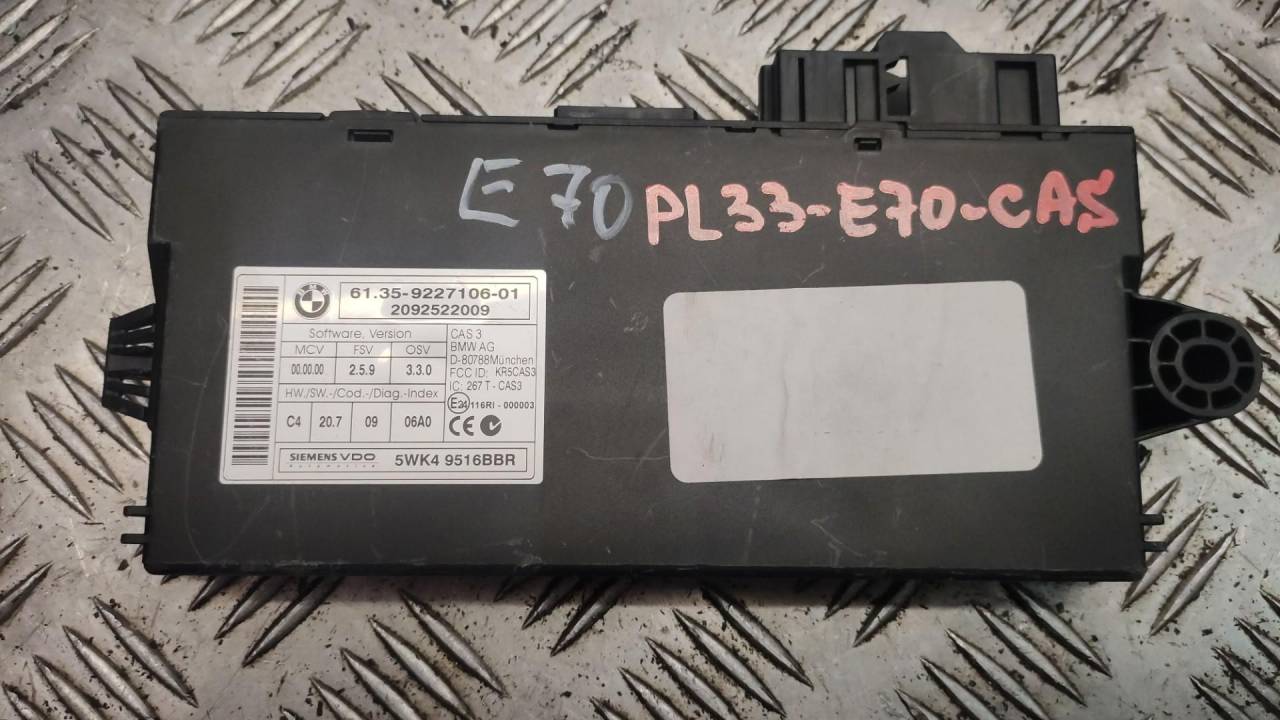 E70 PL33-E70-CAS
BMW
61.35-9227106-01
2092522009
Software, Version
MCV FSV OSV
00.00.00 2.5.9 3.3.0
HW./SW.-/Cod.-/Diag.-Index
C4 20.7 09 06A0
CAS 3
BMW AG
D-80788München
FCC ID: KR5CAS3
IC: 267 T - CAS3
E24 116RI - 000003
CE
SIEMENS VDO
Automotive
5WK4 9516BBR